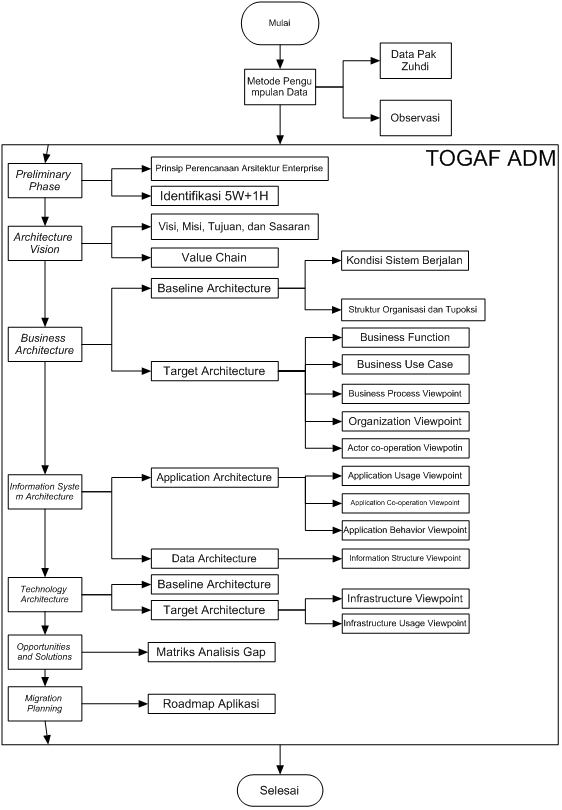 Mulai
Metode Pengu
mpulan Data
Data Pak
Zuhdi
Observasi
TOGAF ADM
Preliminary
Phase
Prinsip Perencanaan Arsitektur Enterprise
Identifikasi 5W+1H
Architecture
Vision
Visi, Misi, Tujuan, dan Sasaran
Value Chain
Business
Architecture
Baseline Architecture
Kondisi Sistem Berjalan
Struktur Organisasi dan Tupoksi
Target Architecture
Business Function
Business Use Case
Business Process Viewpoint
Organization Viewpoint
Actor co-operation Viewpotin
Information Syste
m Architecture
Application Architecture
Application Usage Viewpoint
Application Co-operation Viewpoint
Application Behavior Viewpoint
Data Architecture
Information Structure Viewpoint
Technology
Architecture
Baseline Architecture
Target Architecture
Infrastructure Viewpoint
Infrastructure Usage Viewpoint
Opportunities
and Solutions
Matriks Analisis Gap
Migration
Planning
Roadmap Aplikasi
Selesai